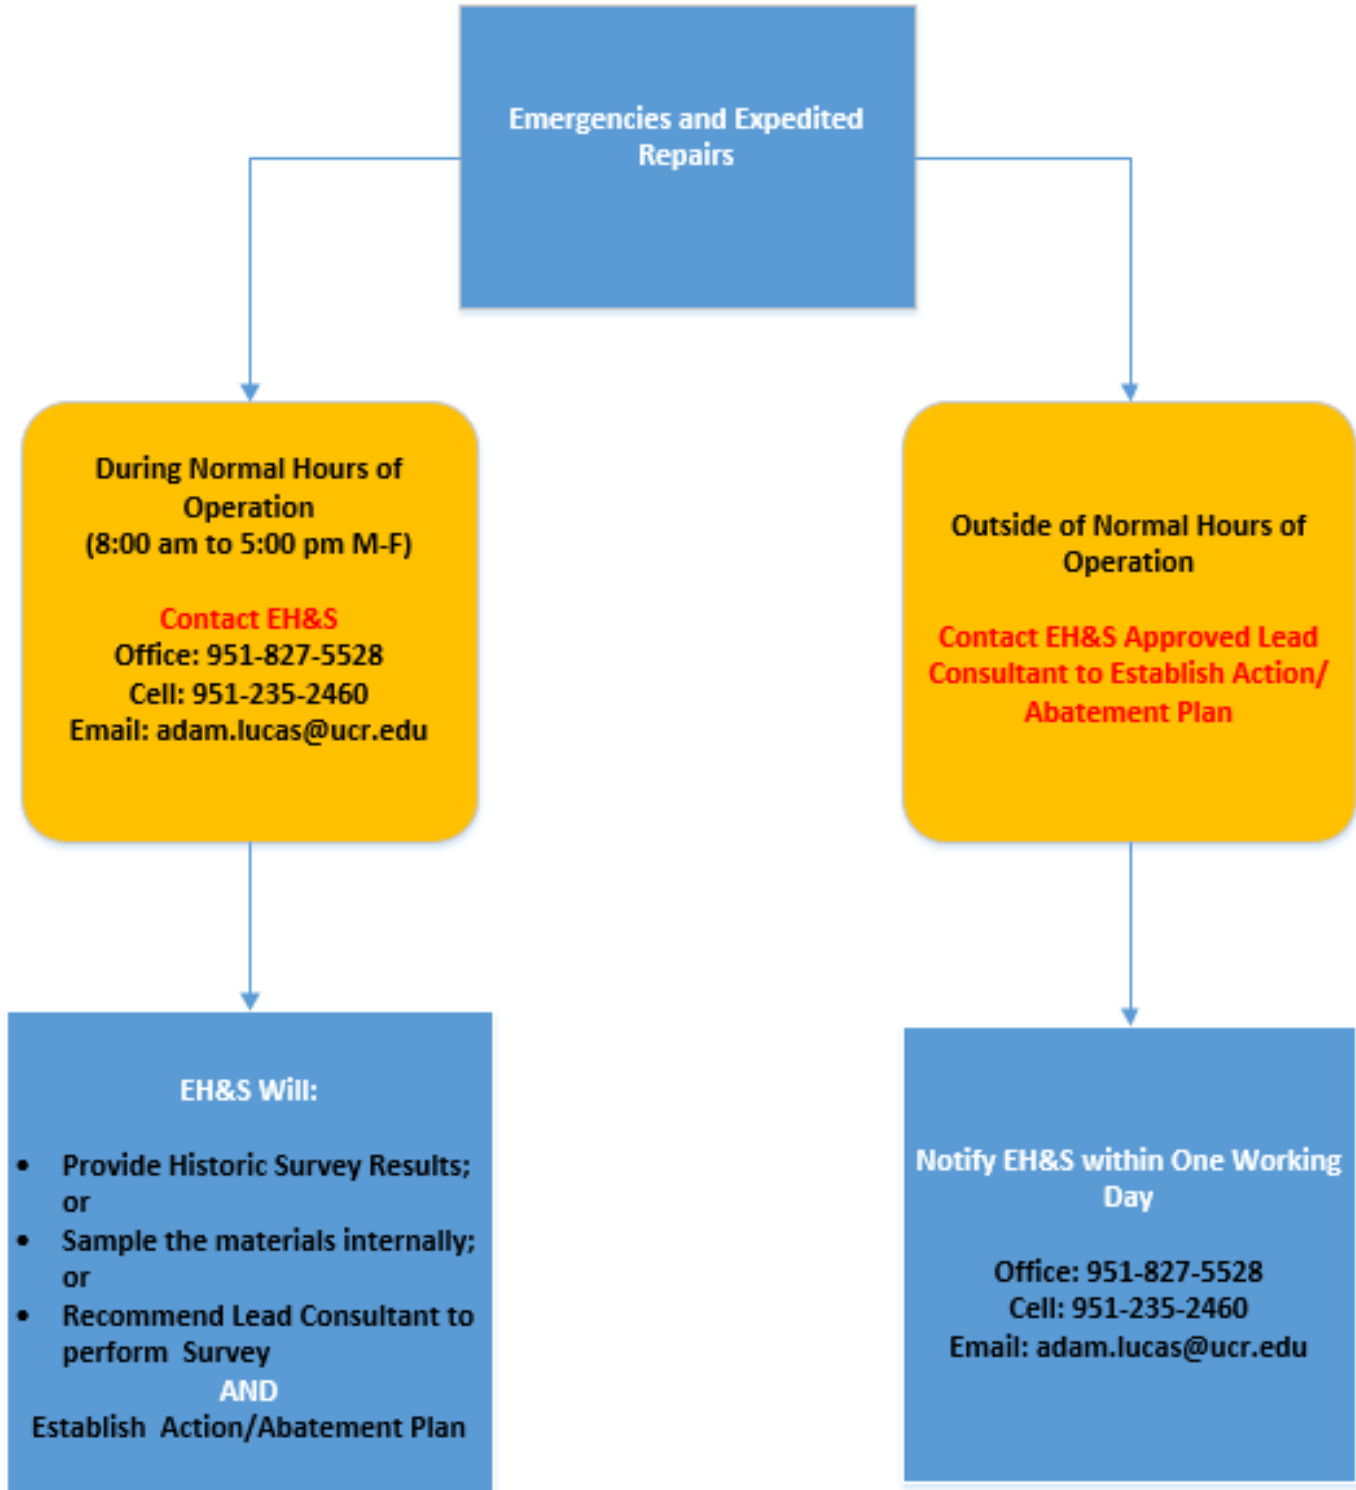 Emergencies and Expedited
Repairs
During Normal Hours of
Operation
(8:00 am to 5:00 pm M-F)
Contact EH&S
Office: 951-827-5528
Cell: 951-235-2460
Email: adam.lucas@ucr.edu
Outside of Normal Hours of
Operation
Contact EH&S Approved Lead
Consultant to Establish Action/
Abatement Plan
EH&S Will:
• Provide Historic Survey Results;
or
• Sample the materials internally;
or
• Recommend Lead Consultant to
perform Survey
AND
Establish Action/Abatement Plan
Notify EH&S within One Working
Day
Office: 951-827-5528
Cell: 951-235-2460
Email: adam.lucas@ucr.edu